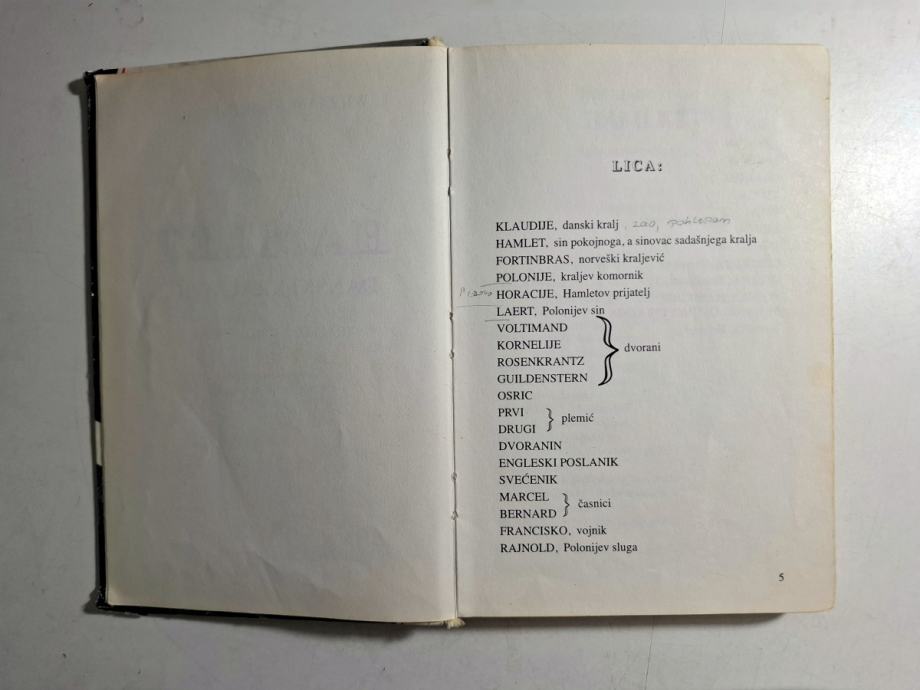 LICA:
KLAUDIJE, danski kralj , zao, pohlepan
HAMLET, sin pokojnoga, a sinovac sadašnjega kralja
FORTINBRAS, norveški kraljević
POLONIJE, kraljev komornik
HORACIJE, Hamletov prijatelj
LAERT, Polonijev sin
VOLTIMAND
KORNELIJE
ROSENKRANTZ
GUILDENSTERN
dvorani
OSRIC
PRVI
DRUGI
plemić
DVORANIN
ENGLESKI POSLANIK
SVEĆENIK
MARCEL
BERNARD
časnici
FRANCISKO, vojnik
RAJNOLD, Polonijev sluga
5